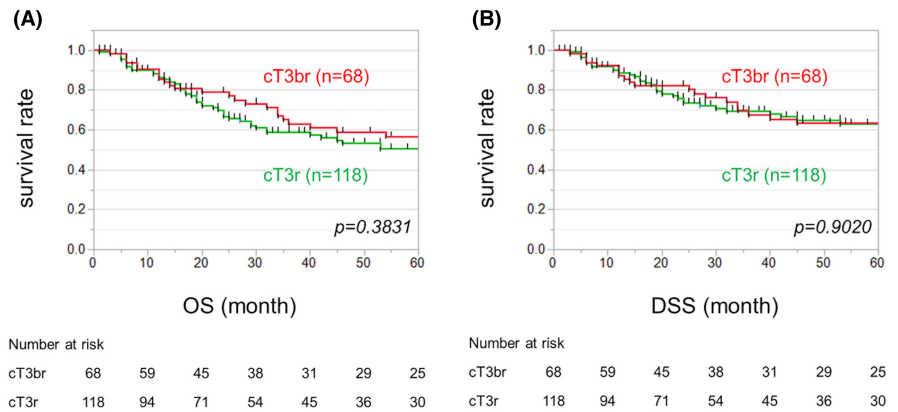 (A)
survival rate
1.0
0.8
0.6
0.4
0.2
0.0
cT3br (n=68)
cT3r (n=118)
p=0.3831
0 10 20 30 40 50 60
OS (month)
Number at risk
cT3br 68 59 45 38 31 29 25
cT3r 118 94 71 54 45 36 30
(B)
survival rate
1.0
0.8
0.6
0.4
0.2
0.0
cT3br (n=68)
cT3r (n=118)
p=0.9020
0 10 20 30 40 50 60
DSS (month)
Number at risk
cT3br 68 59 45 38 31 29 25
cT3r 118 94 71 54 45 36 30